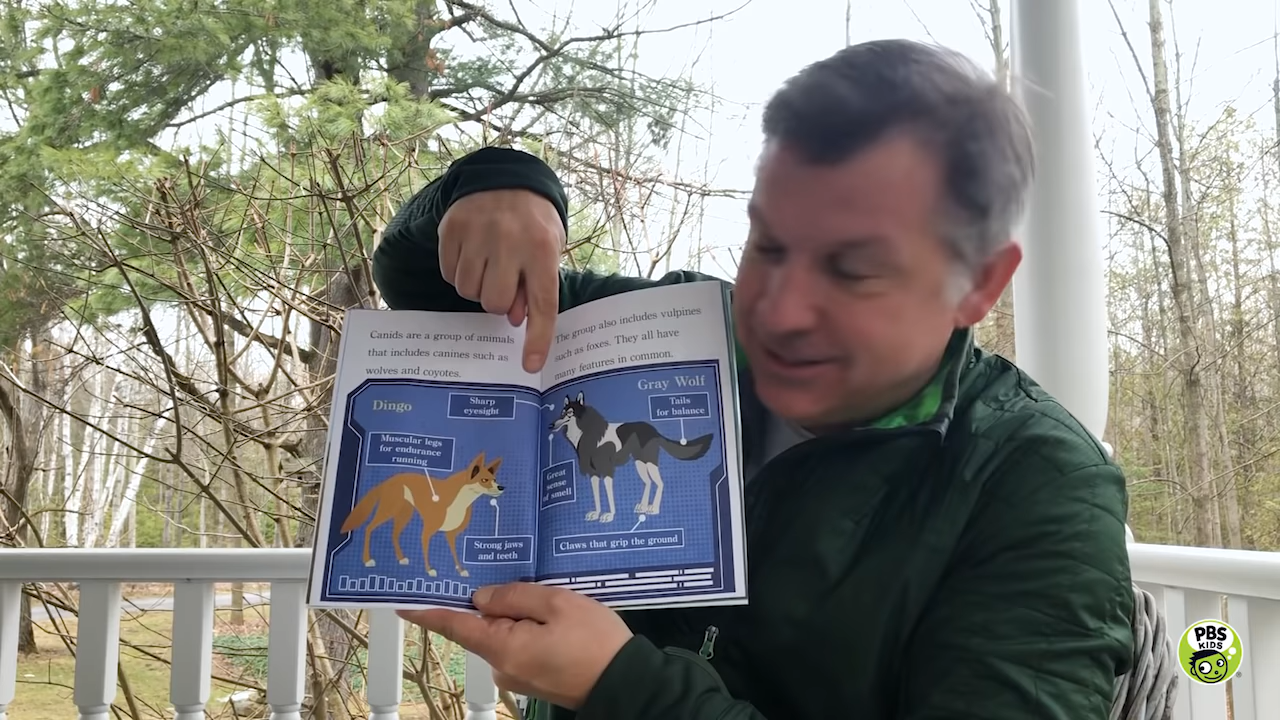 Canids are a group of animals
that includes canines such as
wolves and coyotes.
The group also includes vulpines
such as foxes. They all have
many features in common.
Dingo
Sharp
eyesight
Muscular legs
for endurance
running
Strong jaws
and teeth
Gray Wolf
Tails
for balance
Great
sense
of smell
Claws that grip the ground
PBS
KIDS